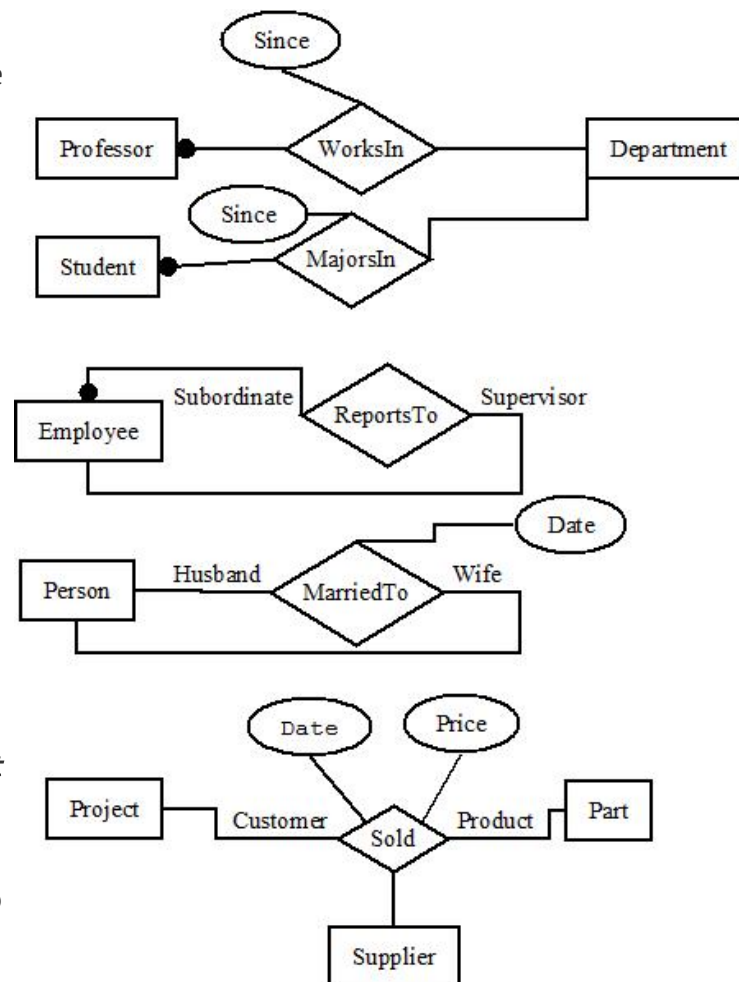 Since
Professor
WorksIn
Department
Since
Student
MajorsIn
Subordinate
Supervisor
Employee
ReportsTo
Date
Husband
Wife
Person
MarriedTo
Date
Price
Project
Customer
Sold
Product
Part
Supplier